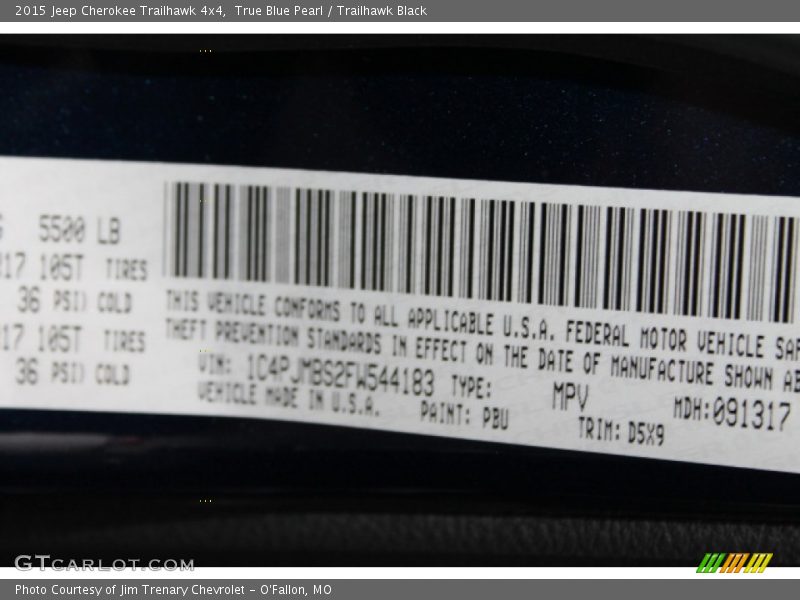 2015 Jeep Cherokee Trailhawk 4x4,  True Blue Pearl / Trailhawk Black
5500 LB
17 105T TIRES
36 PSI) COLD
17 105T TIRES
36 PSI) COLD
THIS VEHICLE CONFORMS TO ALL APPLICABLE U.S.A. FEDERAL MOTOR VEHICLE
THEFT PREVENTION STANDARDS IN EFFECT ON THE DATE OF MANUFACTURE SHOWN
VIN: 1C4PJMBS2FW544183 TYPE: MPV MDH:091317
VEHICLE MADE IN U.S.A. PAINT: PBU TRIM: D5X9
GTCARLOT.COM
Photo Courtesy of Jim Trenary Chevrolet - O'Fallon, MO